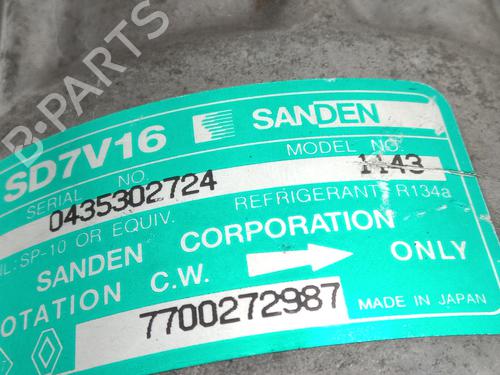 B-PARTS
SD7V16 SANDEN
SERIAL NO. MODEL NO.
0435302724 1143
SP-10 OR EQUIV. REFRIGERANT R134a
SANDEN CORPORATION
C.W. ONLY
7700272987 MADE IN JAPAN